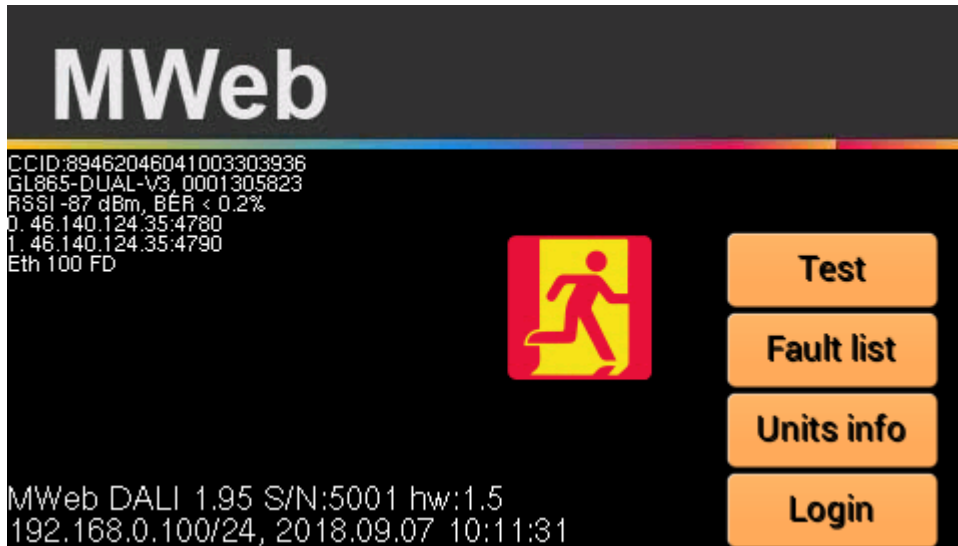 MWeb
CCID:89462046041003303936
GL865-DUAL-V3, 0001305823
RSSI -87 dBm, BER < 0.2%
0. 46.140.124.35:4780
1. 46.140.124.35:4790
Eth 100 FD
Test
Fault list
Units info
Login
MWeb DALI 1.95 S/N:5001 hw:1.5
192.168.0.100/24, 2018.09.07 10:11:31